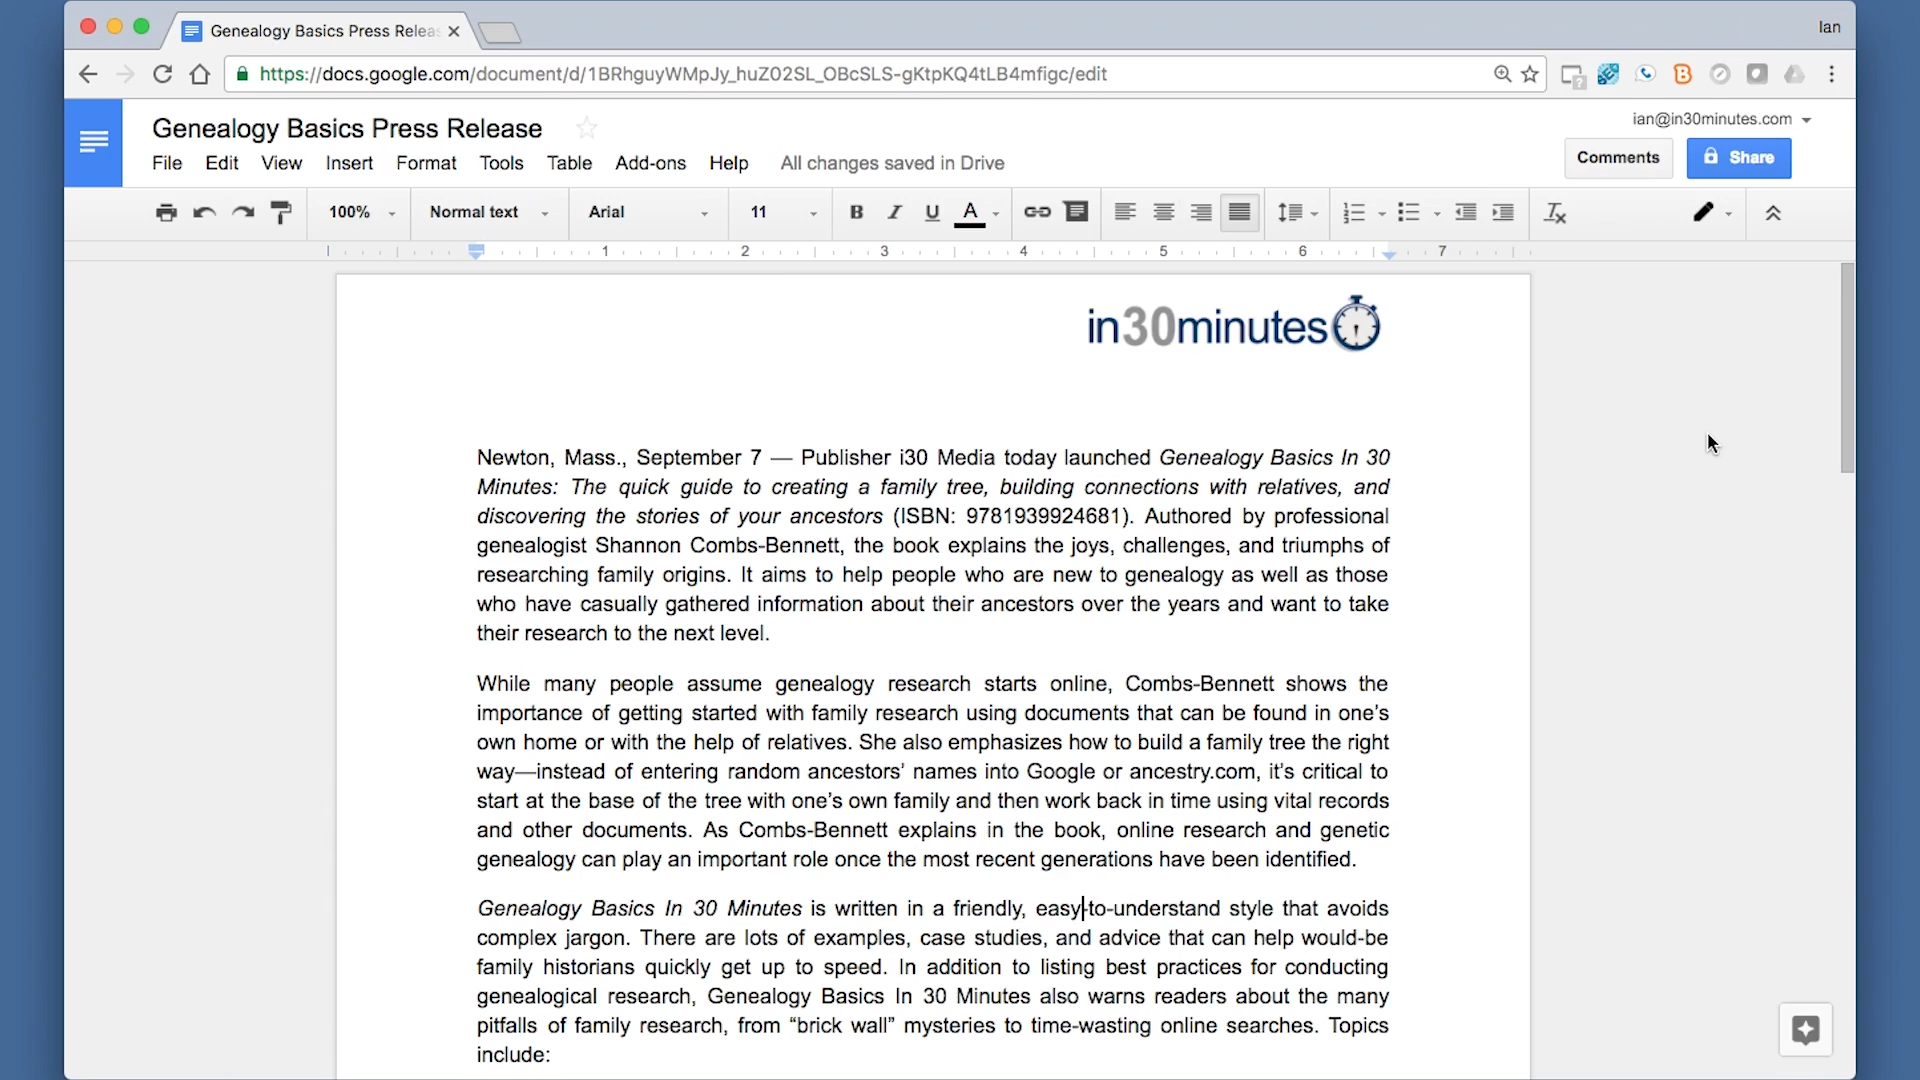 Genealogy Basics Press Relea
Ian
https://docs.google.com/document/d/1BRhguyWMpJy_huZ02SL_OBcSLS-gKtpKQ4tLB4mfigc/edit
Genealogy Basics Press Release
ian@in30minutes.com
File Edit View Insert Format Tools Table Add-ons Help All changes saved in Drive
Comments Share
100% Normal text Arial 11 B I U A
1 2 3 4 5 6 7
in30minutes
Newton, Mass., September 7 — Publisher i30 Media today launched Genealogy Basics In 30
Minutes: The quick guide to creating a family tree, building connections with relatives, and
discovering the stories of your ancestors (ISBN: 9781939924681). Authored by professional
genealogist Shannon Combs-Bennett, the book explains the joys, challenges, and triumphs of
researching family origins. It aims to help people who are new to genealogy as well as those
who have casually gathered information about their ancestors over the years and want to take
their research to the next level.
While many people assume genealogy research starts online, Combs-Bennett shows the
importance of getting started with family research using documents that can be found in one’s
own home or with the help of relatives. She also emphasizes how to build a family tree the right
way—instead of entering random ancestors’ names into Google or ancestry.com, it’s critical to
start at the base of the tree with one’s own family and then work back in time using vital records
and other documents. As Combs-Bennett explains in the book, online research and genetic
genealogy can play an important role once the most recent generations have been identified.
Genealogy Basics In 30 Minutes is written in a friendly, easy-to-understand style that avoids
complex jargon. There are lots of examples, case studies, and advice that can help would-be
family historians quickly get up to speed. In addition to listing best practices for conducting
genealogical research, Genealogy Basics In 30 Minutes also warns readers about the many
pitfalls of family research, from “brick wall” mysteries to time-wasting online searches. Topics
include: